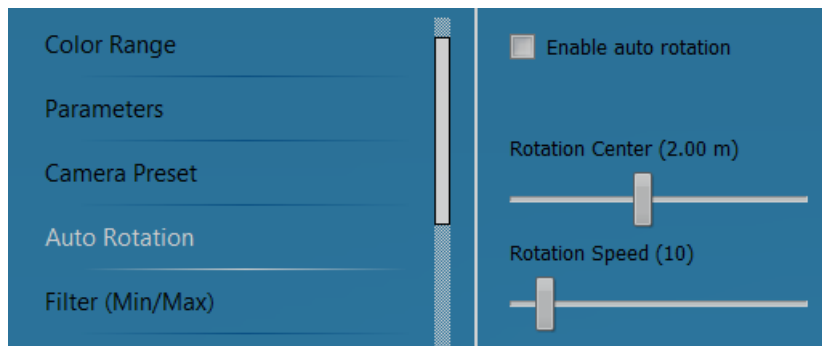 Color Range
Parameters
Camera Preset
Auto Rotation
Filter (Min/Max)
Enable auto rotation
Rotation Center (2.00 m)
Rotation Speed (10)